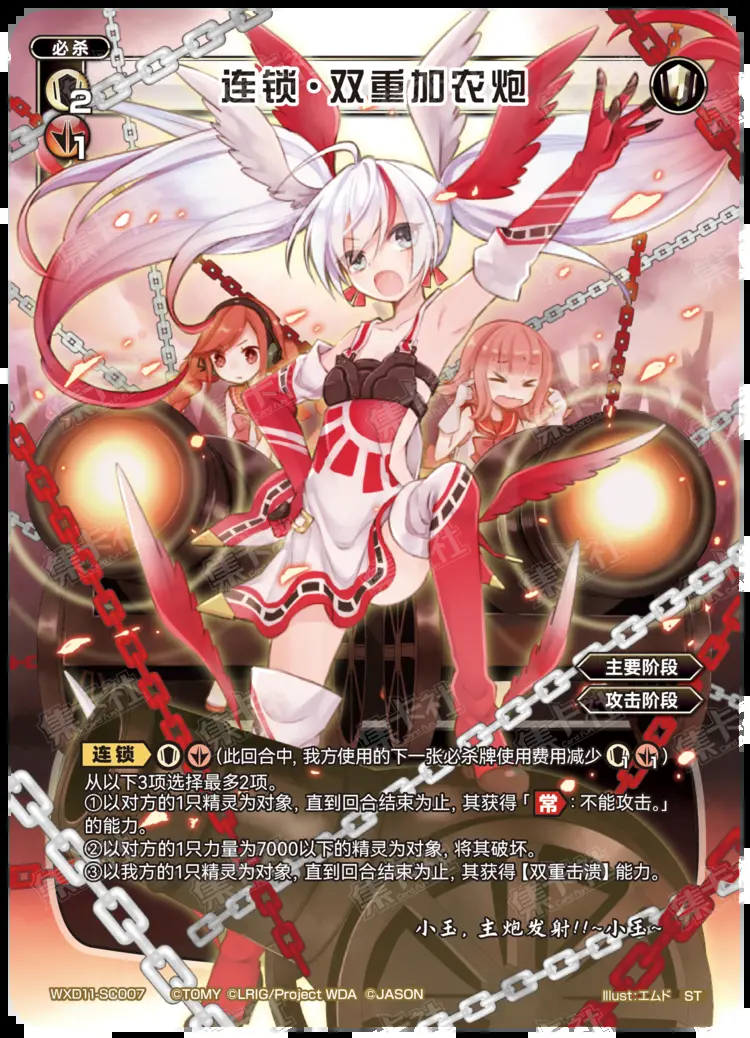 必杀
连锁·双重加农炮
2
1
主要阶段
攻击阶段
连锁 (此回合中, 我方使用的下一张必杀牌使用费用减少 1 1)
从以下3项选择最多2项。
①以对方的1只精灵为对象, 直到回合结束为止, 其获得「常:不能攻击。」
的能力。
②以对方的1只力量为7000以下的精灵为对象, 将其破坏。
③以我方的1只精灵为对象, 直到回合结束为止, 其获得【双重击溃】能力。
小玉, 主炮发射!!~小玉~
WXD11-SC007 ©TOMY ©LRIG/Project WDA ©JASON Illust:エムド ST
集卡社